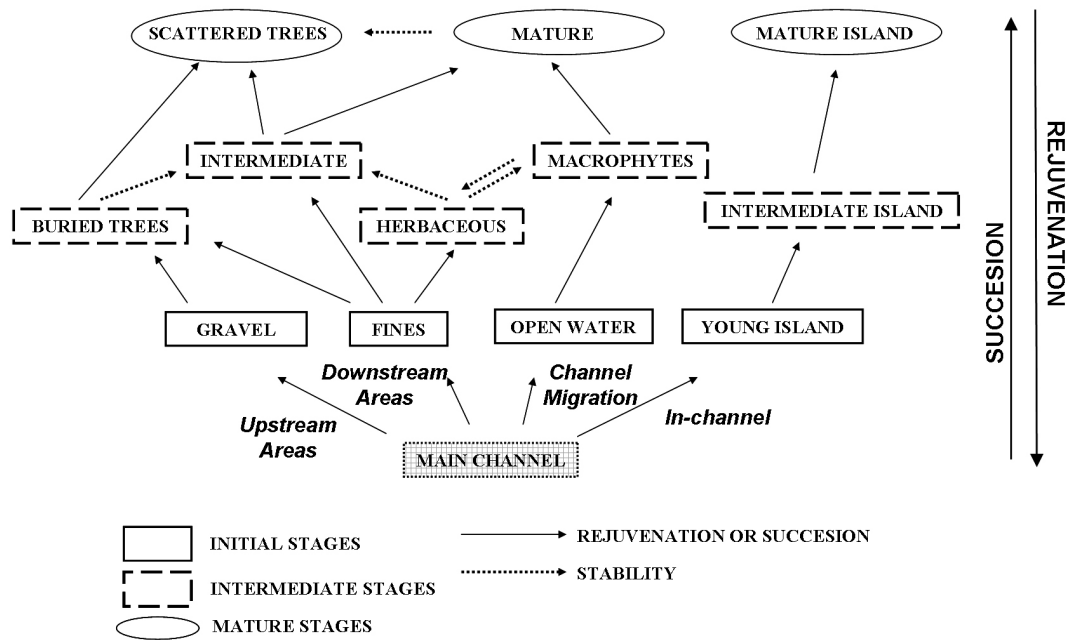 SCATTERED TREES
MATURE
MATURE ISLAND
INTERMEDIATE
MACROPHYTES
BURIED TREES
HERBACEOUS
INTERMEDIATE ISLAND
GRAVEL
FINES
OPEN WATER
YOUNG ISLAND
Downstream
Areas
Channel
Migration
Upstream
Areas
In-channel
MAIN CHANNEL
SUCCESION
REJUVENATION
INITIAL STAGES
REJUVENATION OR SUCCESION
INTERMEDIATE STAGES
STABILITY
MATURE STAGES